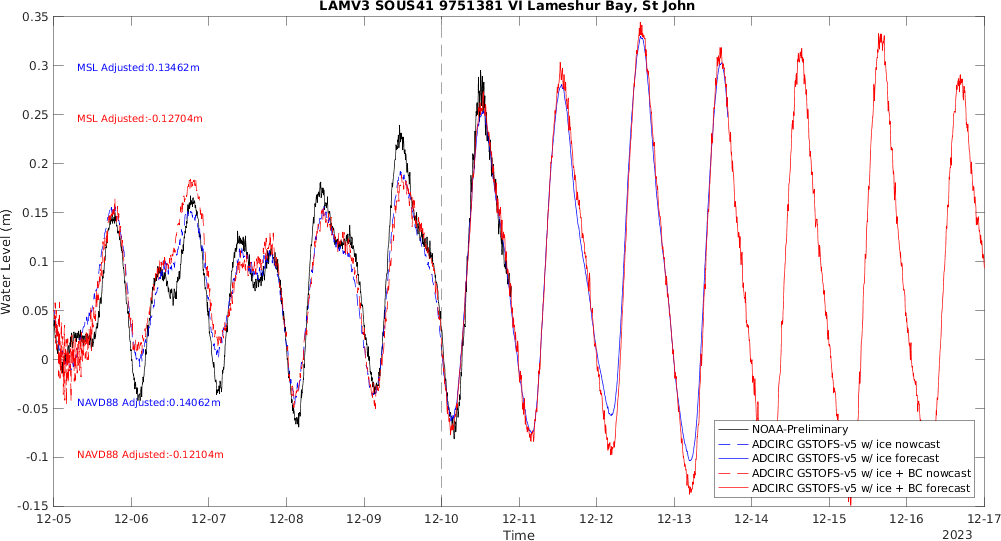 LAMV3 SOUS41 9751381 VI Lameshur Bay, St John
0.35
0.3
0.25
0.2
0.15
0.1
0.05
0
-0.05
-0.1
-0.15
Water Level (m)
MSL Adjusted:0.13462m
MSL Adjusted:-0.12704m
NAVD88 Adjusted:0.14062m
NAVD88 Adjusted:-0.12104m
NOAA-Preliminary
ADCIRC GSTOFS-v5 w/ ice nowcast
ADCIRC GSTOFS-v5 w/ ice forecast
ADCIRC GSTOFS-v5 w/ ice + BC nowcast
ADCIRC GSTOFS-v5 w/ ice + BC forecast
12-05 12-06 12-07 12-08 12-09 12-10 12-11 12-12 12-13 12-14 12-15 12-16 12-17
Time
2023